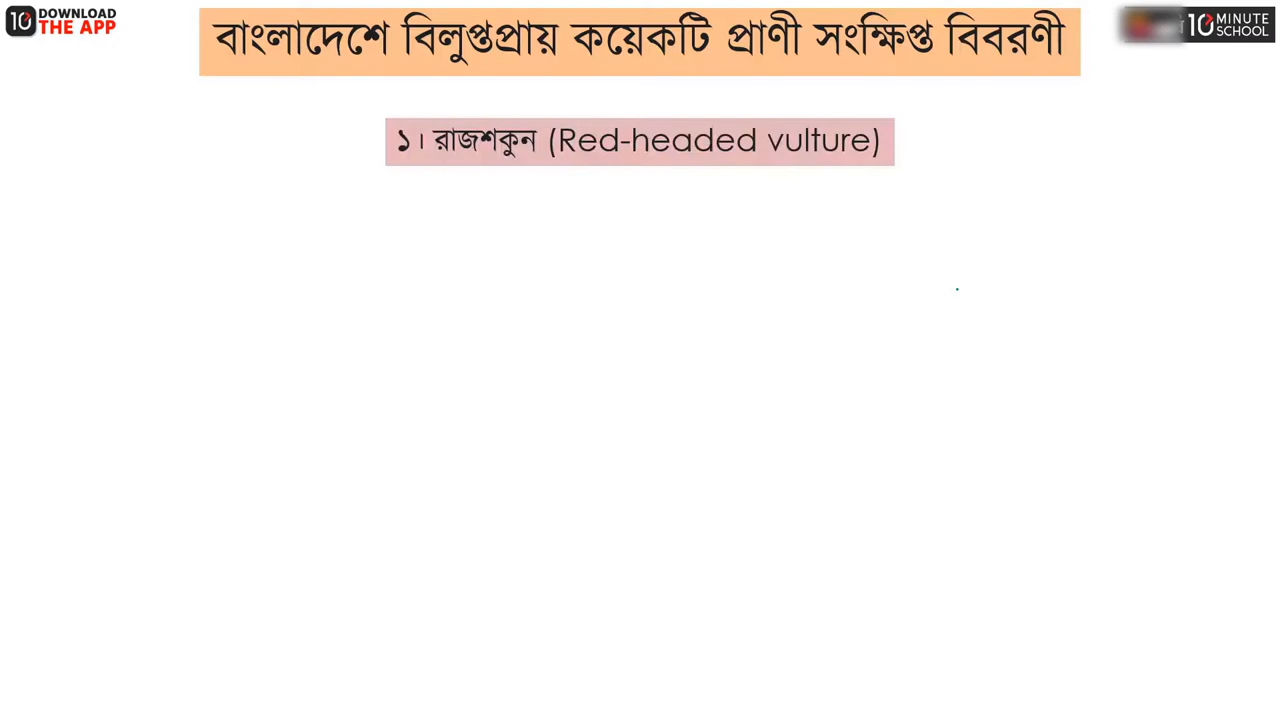 10 DOWNLOAD THE APP
বাংলাদেশে বিলুপ্তপ্রায় কয়েকটি প্রাণী সংক্ষিপ্ত বিবরণী
10 MINUTE SCHOOL
১। রাজশকুন (Red-headed vulture)